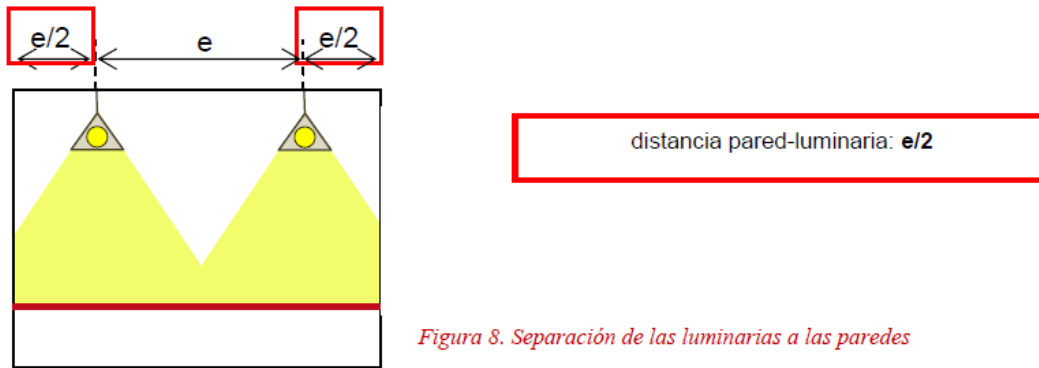 e/2
e
e/2
distancia pared-luminaria: e/2
Figura 8. Separación de las luminarias a las paredes